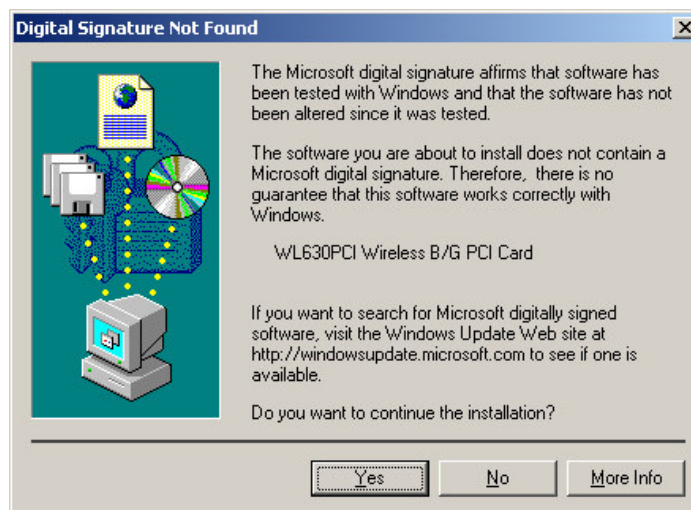 Digital Signature Not Found
The Microsoft digital signature affirms that software has
been tested with Windows and that the software has not
been altered since it was tested.
The software you are about to install does not contain a
Microsoft digital signature. Therefore, there is no
guarantee that this software works correctly with
Windows.
WL630PCI Wireless B/G PCI Card
If you want to search for Microsoft digitally signed
software, visit the Windows Update Web site at
http://windowsupdate.microsoft.com to see if one is
available.
Do you want to continue the installation?
Yes No More Info